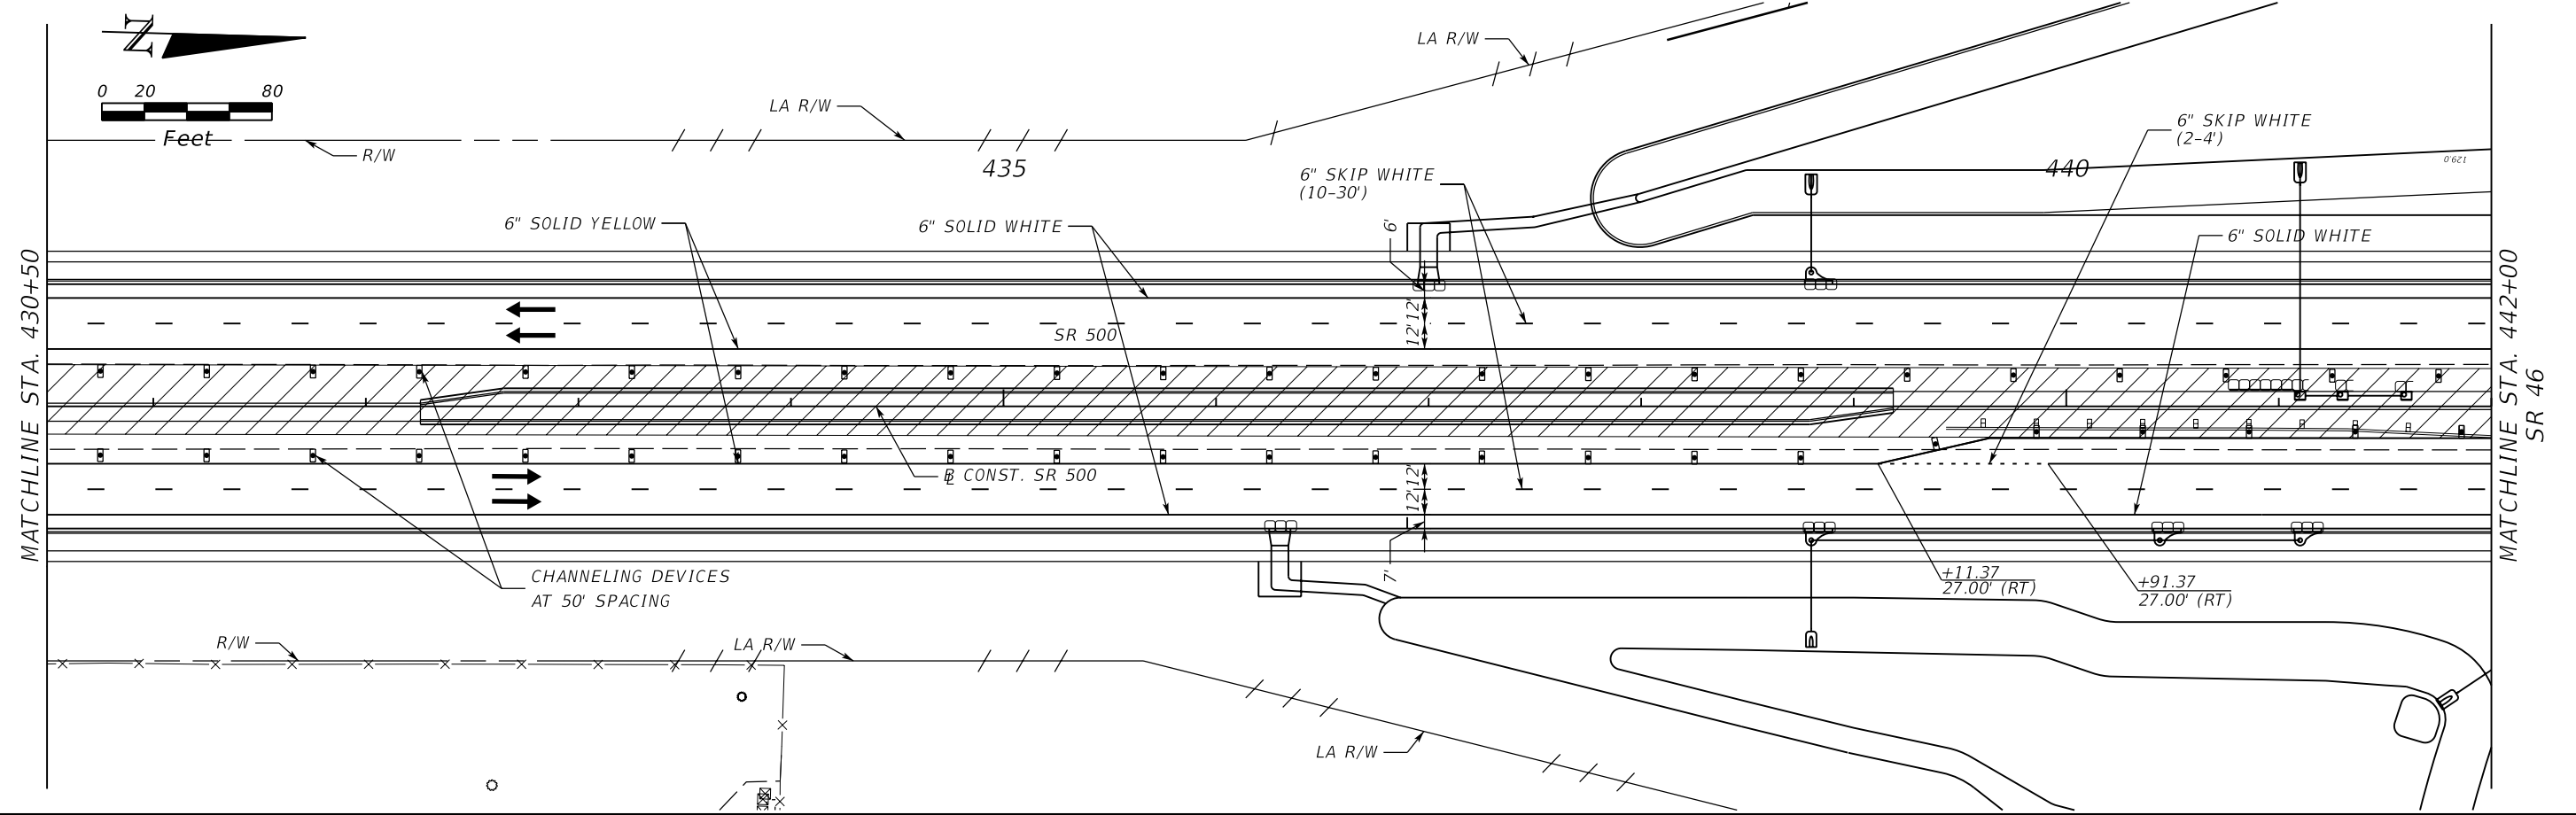 N
0 20 80
Feet
R/W
LA R/W
LA R/W
435
440
129.0
6" SKIP WHITE
(2-4')
6" SKIP WHITE
(10-30')
6" SOLID YELLOW
6" SOLID WHITE
6'
6" SOLID WHITE
MATCHLINE STA. 430+50
MATCHLINE STA. 442+00
SR 46
12' 12'
SR 500
℄ CONST. SR 500
12' 12'
7'
CHANNELING DEVICES
AT 50' SPACING
+11.37
27.00' (RT)
+91.37
27.00' (RT)
R/W
LA R/W
LA R/W